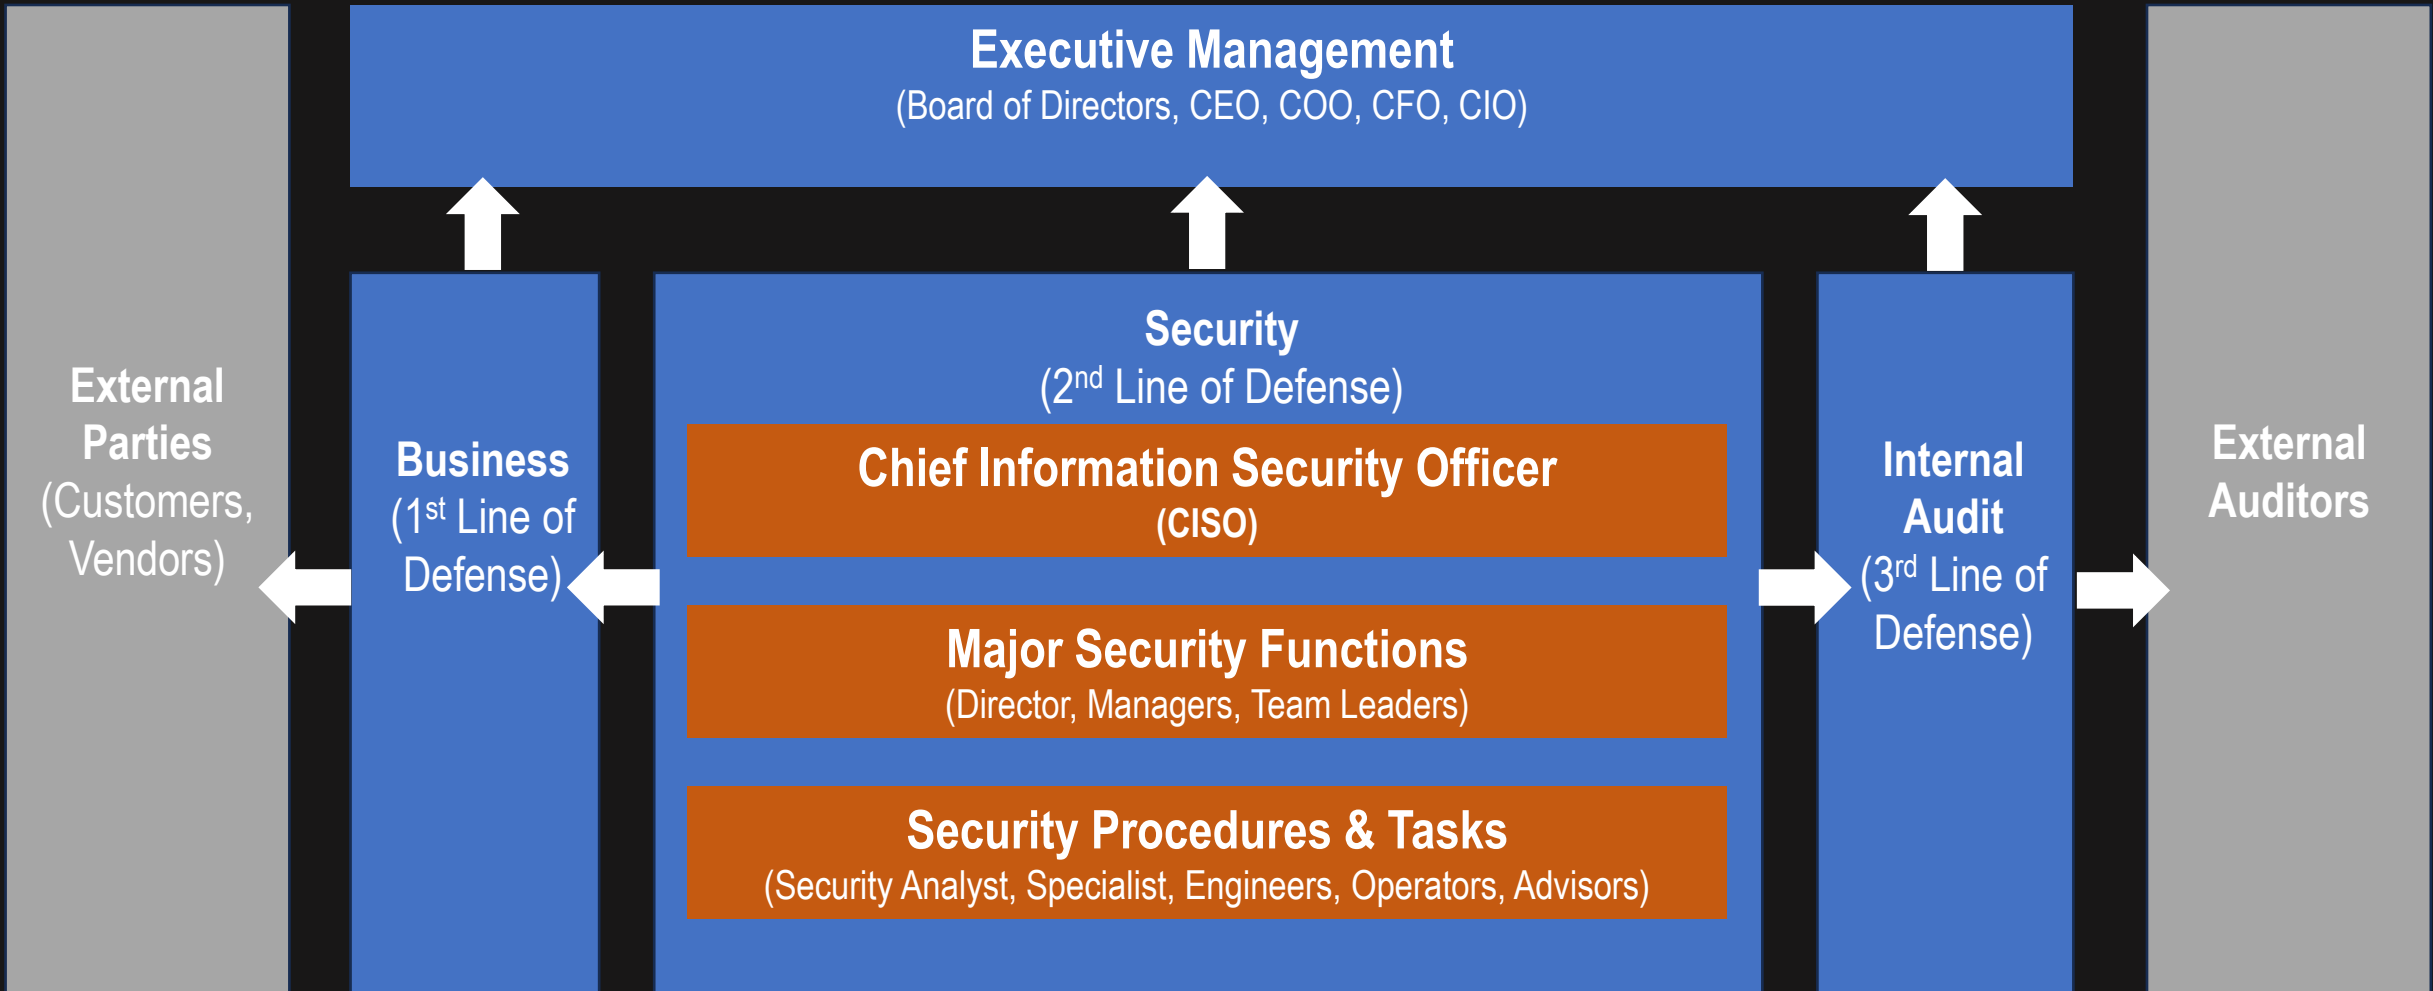 Executive Management
(Board of Directors, CEO, COO, CFO, CIO)
External
Parties
(Customers,
Vendors)
Business
(1st Line of
Defense)
Security
(2nd Line of Defense)
Chief Information Security Officer
(CISO)
Major Security Functions
(Director, Managers, Team Leaders)
Security Procedures & Tasks
(Security Analyst, Specialist, Engineers, Operators, Advisors)
Internal
Audit
(3rd Line of
Defense)
External
Auditors